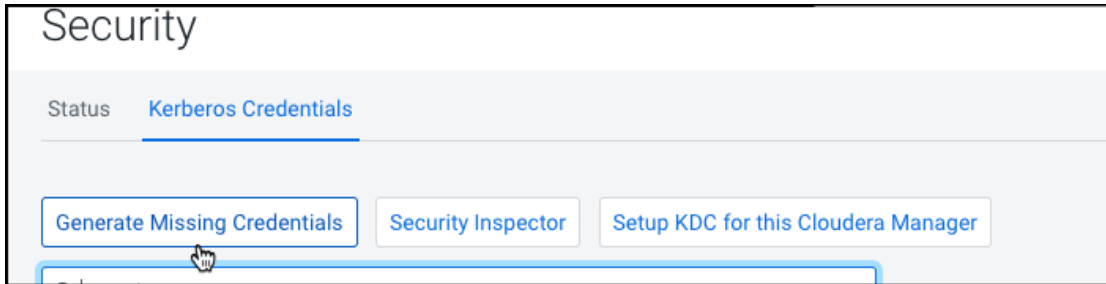 Security
Status Kerberos Credentials
Generate Missing Credentials Security Inspector Setup KDC for this Cloudera Manager